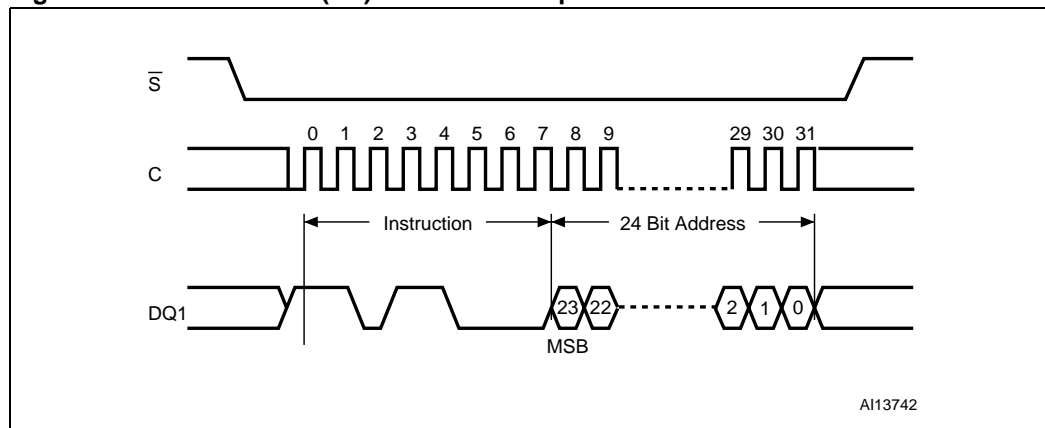 S̅
0 1 2 3 4 5 6 7 8 9 29 30 31
C
Instruction 24 Bit Address
DQ1 23 22 2 1 0
MSB
AI13742